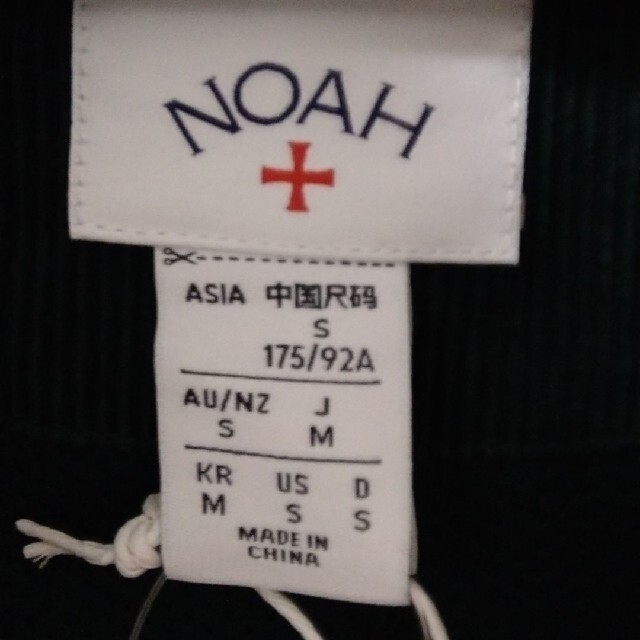 NOAH
ASIA 中国尺码
S
175/92A
AU/NZ J
S M
KR US D
M S S
MADE IN
CHINA